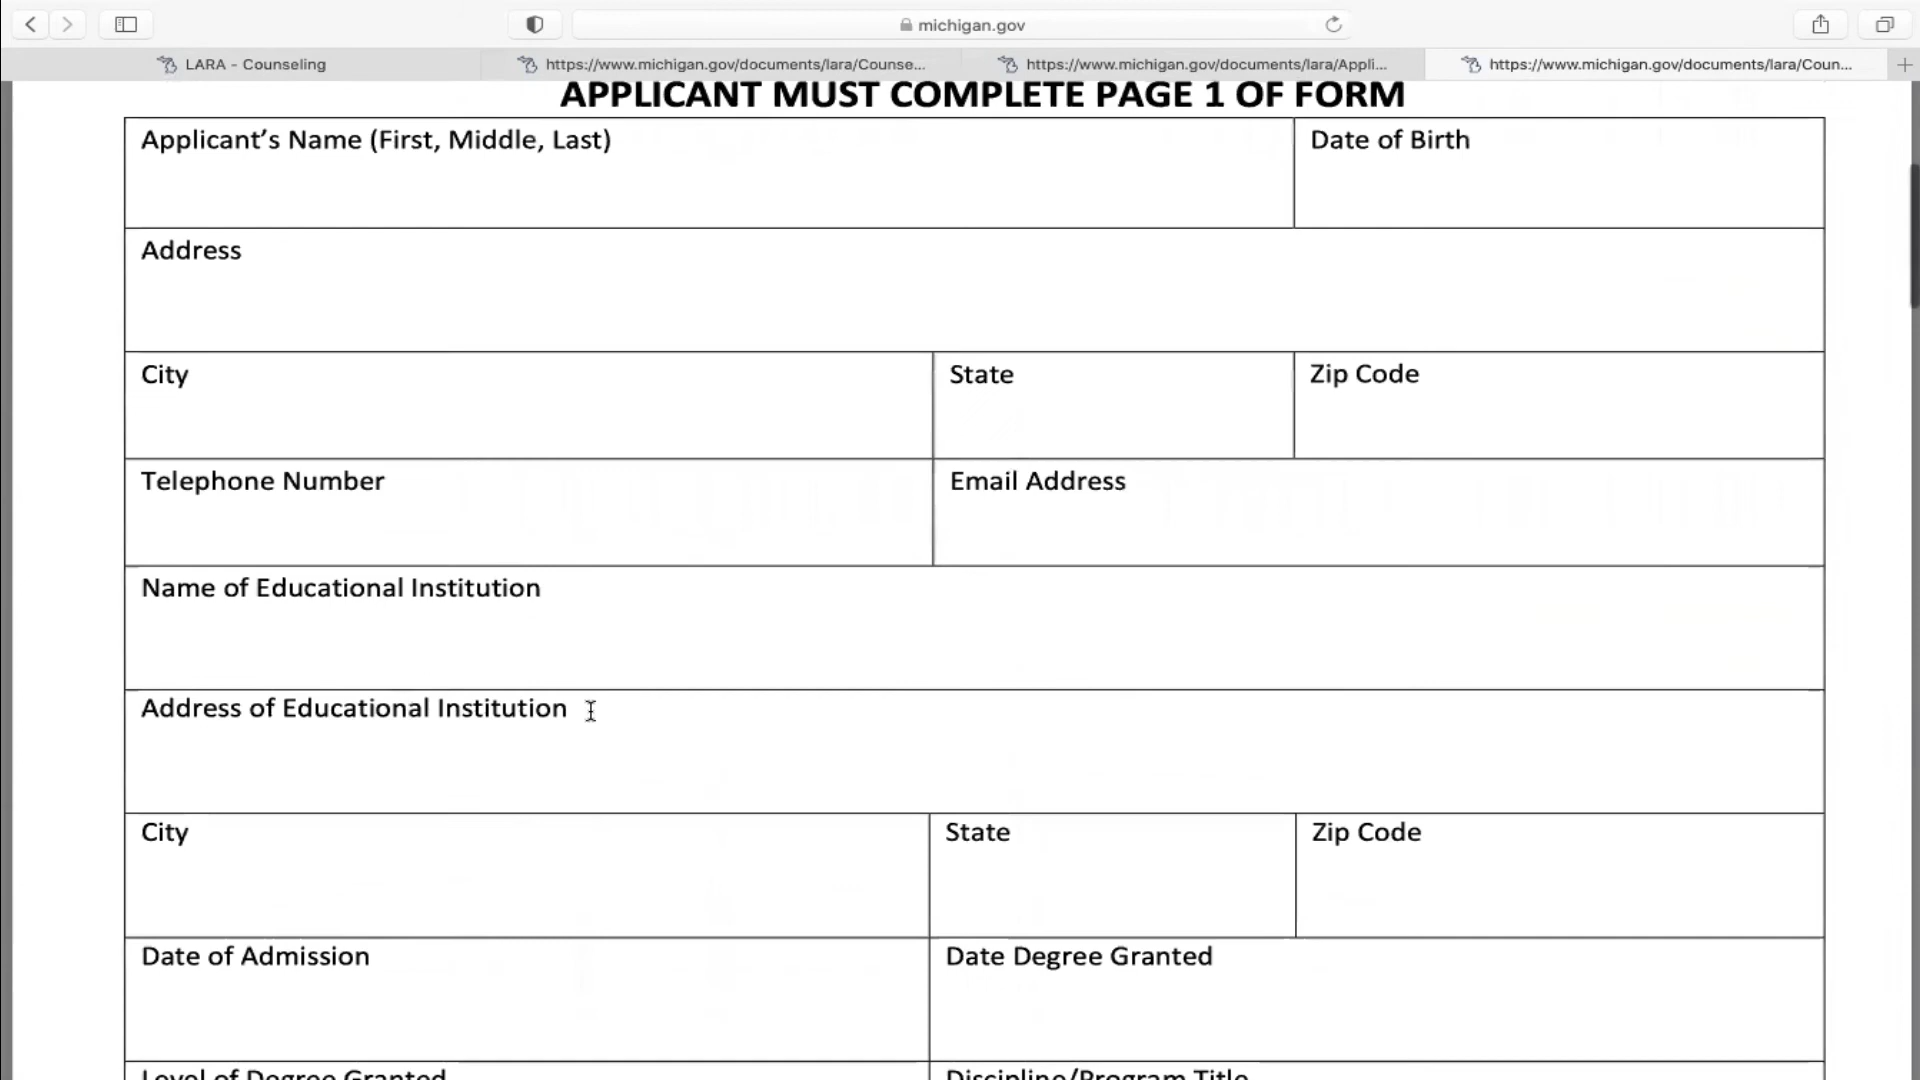 michigan.gov
LARA - Counseling https://www.michigan.gov/documents/lara/Counse... https://www.michigan.gov/documents/lara/Appli... https://www.michigan.gov/documents/lara/Coun...
APPLICANT MUST COMPLETE PAGE 1 OF FORM
Applicant’s Name (First, Middle, Last) Date of Birth
Address
City State Zip Code
Telephone Number Email Address
Name of Educational Institution
Address of Educational Institution
City State Zip Code
Date of Admission Date Degree Granted
Level of Degree Granted Discipline/Program Title